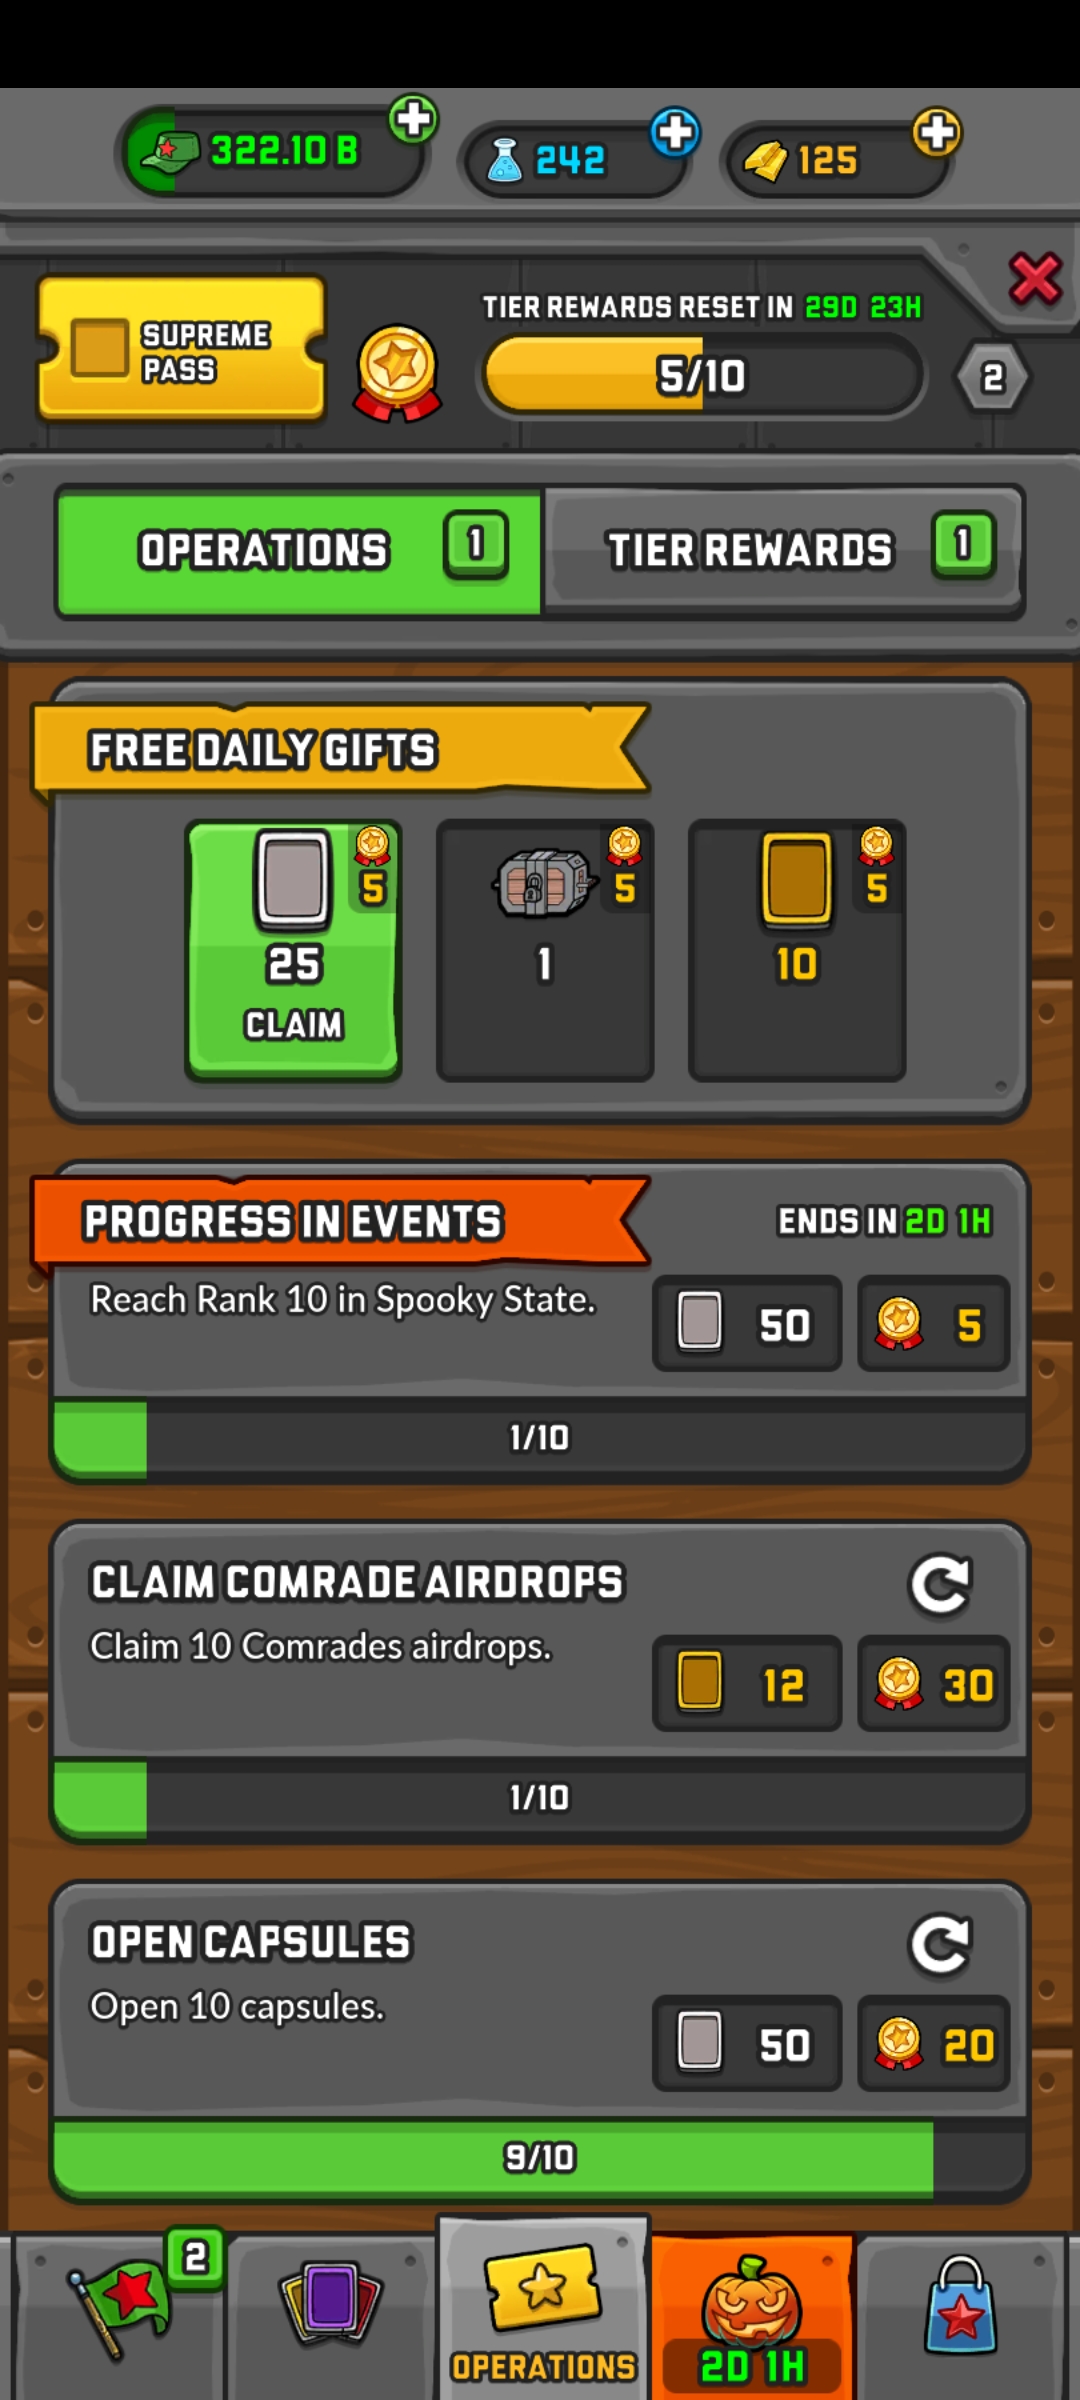 322.10 B
242
125
SUPREME
PASS
TIER REWARDS RESET IN 29D 23H
5/10
2
OPERATIONS 1
TIER REWARDS 1
FREE DAILY GIFTS
5
25
CLAIM
5
1
5
10
PROGRESS IN EVENTS
ENDS IN 2D 1H
Reach Rank 10 in Spooky State.
50
5
1/10
CLAIM COMRADE AIRDROPS
Claim 10 Comrades airdrops.
12
30
1/10
OPEN CAPSULES
Open 10 capsules.
50
20
9/10
2
OPERATIONS
2D 1H